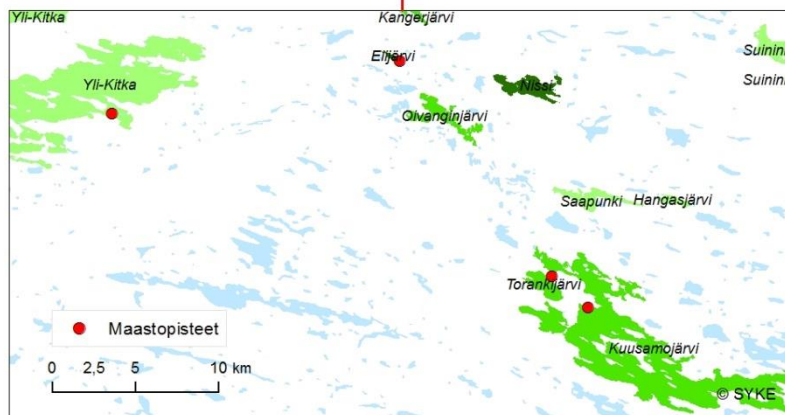 Yli-Kitka
Kangerjärvi
Suinin
Elijärvi
Yli-Kitka
Nissi
Suinin
Oivanginjärvi
Saapunki
Hangasjärvi
Torankijärvi
Maastopisteet
Kuusamojärvi
0 2,5 5 10 km
© SYKE